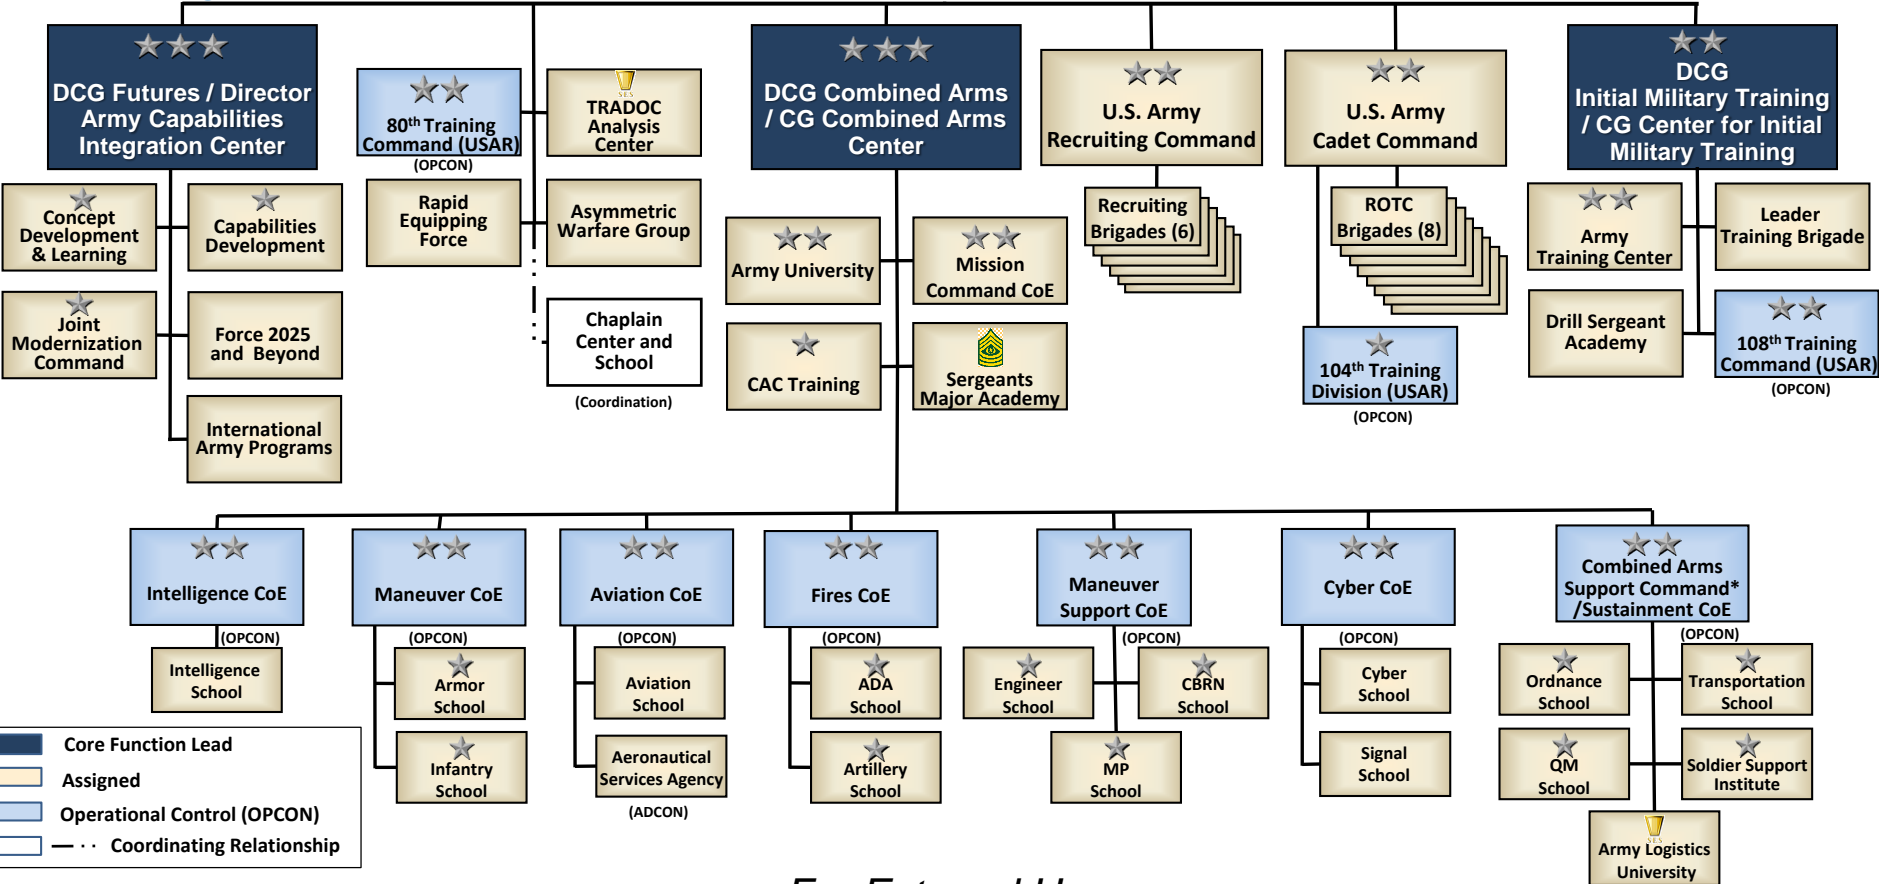 DCG Futures / Director
Army Capabilities
Integration Center
Concept
Development
& Learning
Capabilities
Development
Joint
Modernization
Command
Force 2025
and Beyond
International
Army Programs
80th Training
Command (USAR)
(OPCON)
TRADOC
Analysis
Center
Rapid
Equipping
Force
Asymmetric
Warfare Group
Chaplain
Center and
School
(Coordination)
DCG Combined Arms
/ CG Combined Arms
Center
Army University
Mission
Command CoE
CAC Training
Sergeants
Major Academy
U.S. Army
Recruiting Command
Recruiting
Brigades (6)
U.S. Army
Cadet Command
ROTC
Brigades (8)
104th Training
Division (USAR)
(OPCON)
DCG
Initial Military Training
/ CG Center for Initial
Military Training
Army
Training Center
Leader
Training Brigade
Drill Sergeant
Academy
108th Training
Command (USAR)
(OPCON)
Intelligence CoE
(OPCON)
Intelligence
School
Maneuver CoE
(OPCON)
Armor
School
Infantry
School
Aviation CoE
(OPCON)
Aviation
School
Aeronautical
Services Agency
(ADCON)
Fires CoE
(OPCON)
ADA
School
Artillery
School
Maneuver
Support CoE
(OPCON)
Engineer
School
CBRN
School
MP
School
Cyber CoE
(OPCON)
Cyber
School
Signal
School
Combined Arms
Support Command*
/Sustainment CoE
(OPCON)
Ordnance
School
Transportation
School
QM
School
Soldier Support
Institute
Army Logistics
University
Core Function Lead
Assigned
Operational Control (OPCON)
Coordinating Relationship